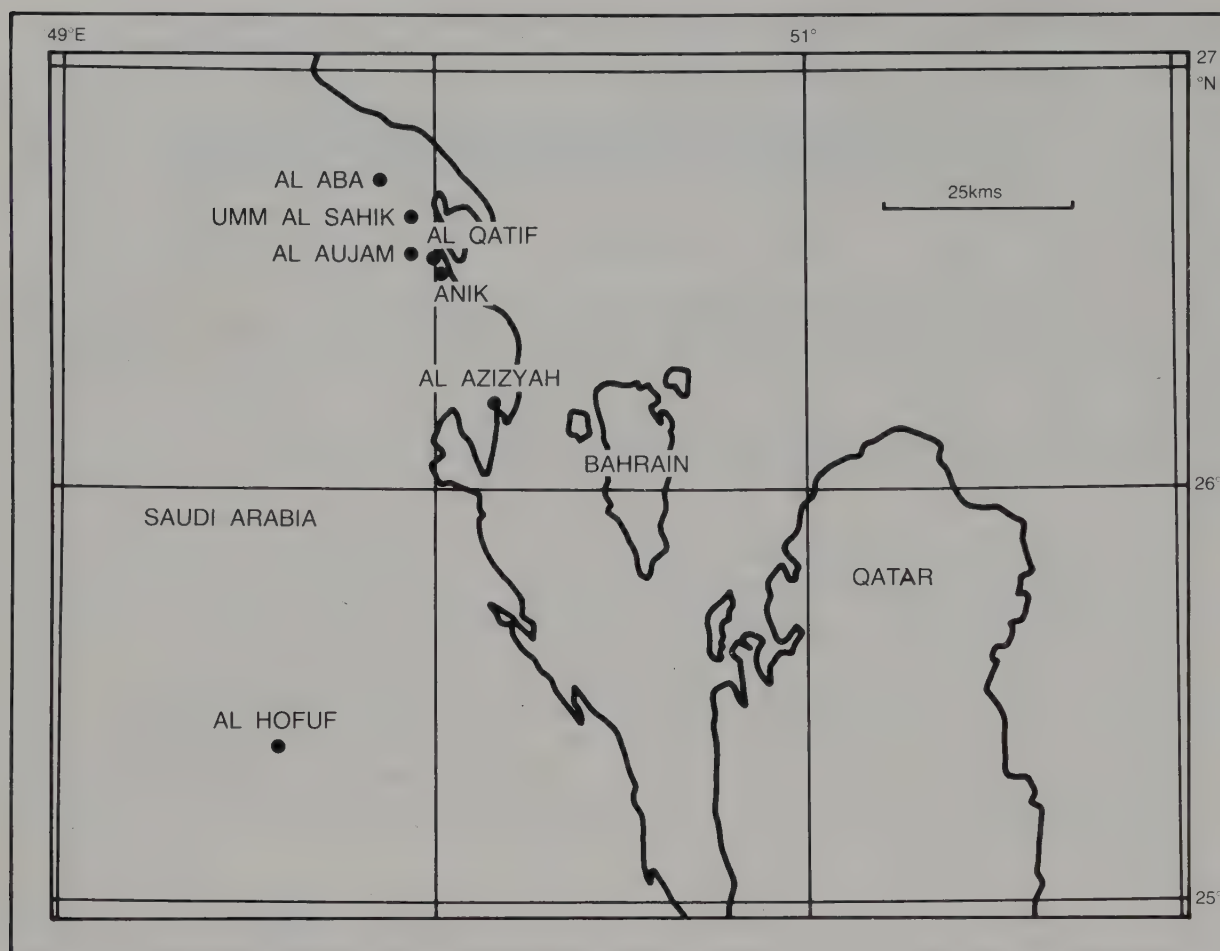 49°E
51°
27
°N
AL ABA
25kms
UMM AL SAHIK
AL QATIF
AL AUJAM
ANIK
AL AZIZYAH
BAHRAIN
26°
SAUDI ARABIA
QATAR
AL HOFUF
25°